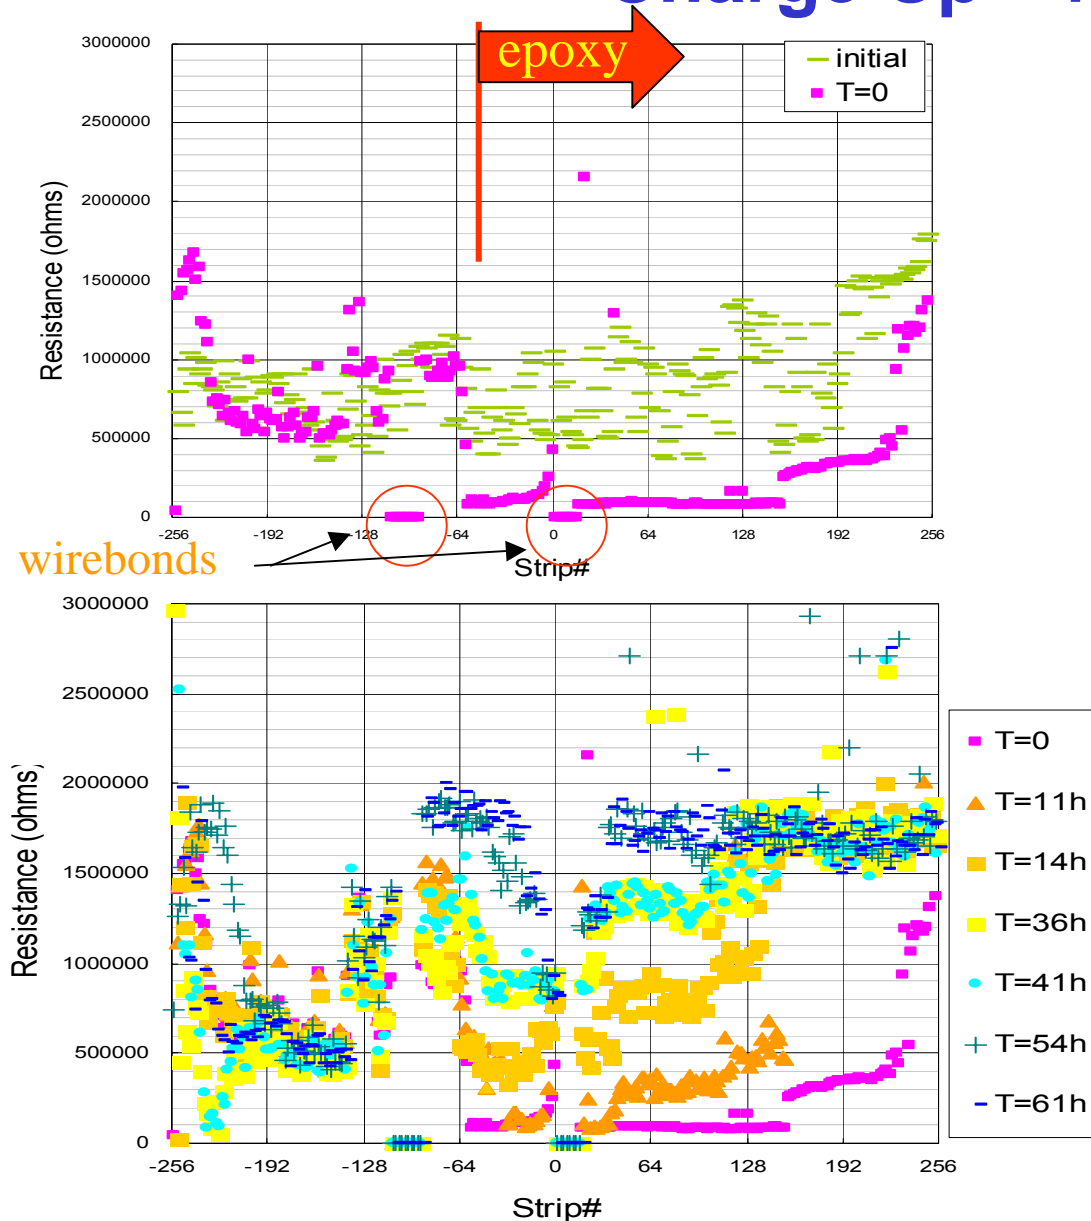 epoxy
initial
T=0
3000000
2500000
2000000
1500000
1000000
500000
0
Resistance (ohms)
-256 -192 -128 -64 0 64 128 192 256
Strip#
wirebonds
3000000
2500000
2000000
1500000
1000000
500000
0
Resistance (ohms)
-256 -192 -128 -64 0 64 128 192 256
Strip#
T=0
T=11h
T=14h
T=36h
T=41h
T=54h
T=61h